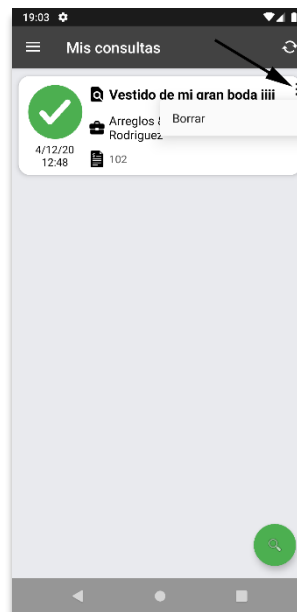 19:03
Mis consultas
Vestido de mi gran boda iiii
Arreglos
Borrar
Rodriguez
4/12/20
12:48
102